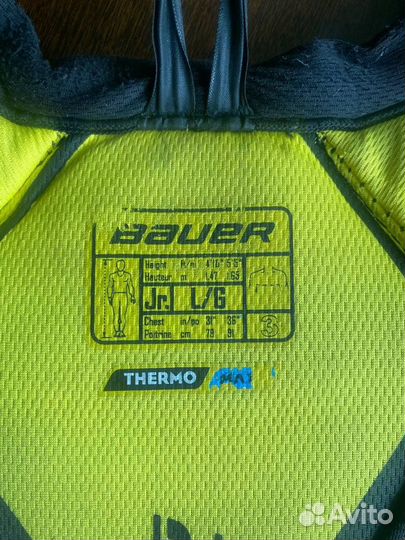 BAUER
Height ft/in 4'10" 5'5"
Hauteur m 1,47 1,65
Jr. L/G
Chest in/po 31" 36"
Poitrine cm 79 91
3
THERMO
Avito